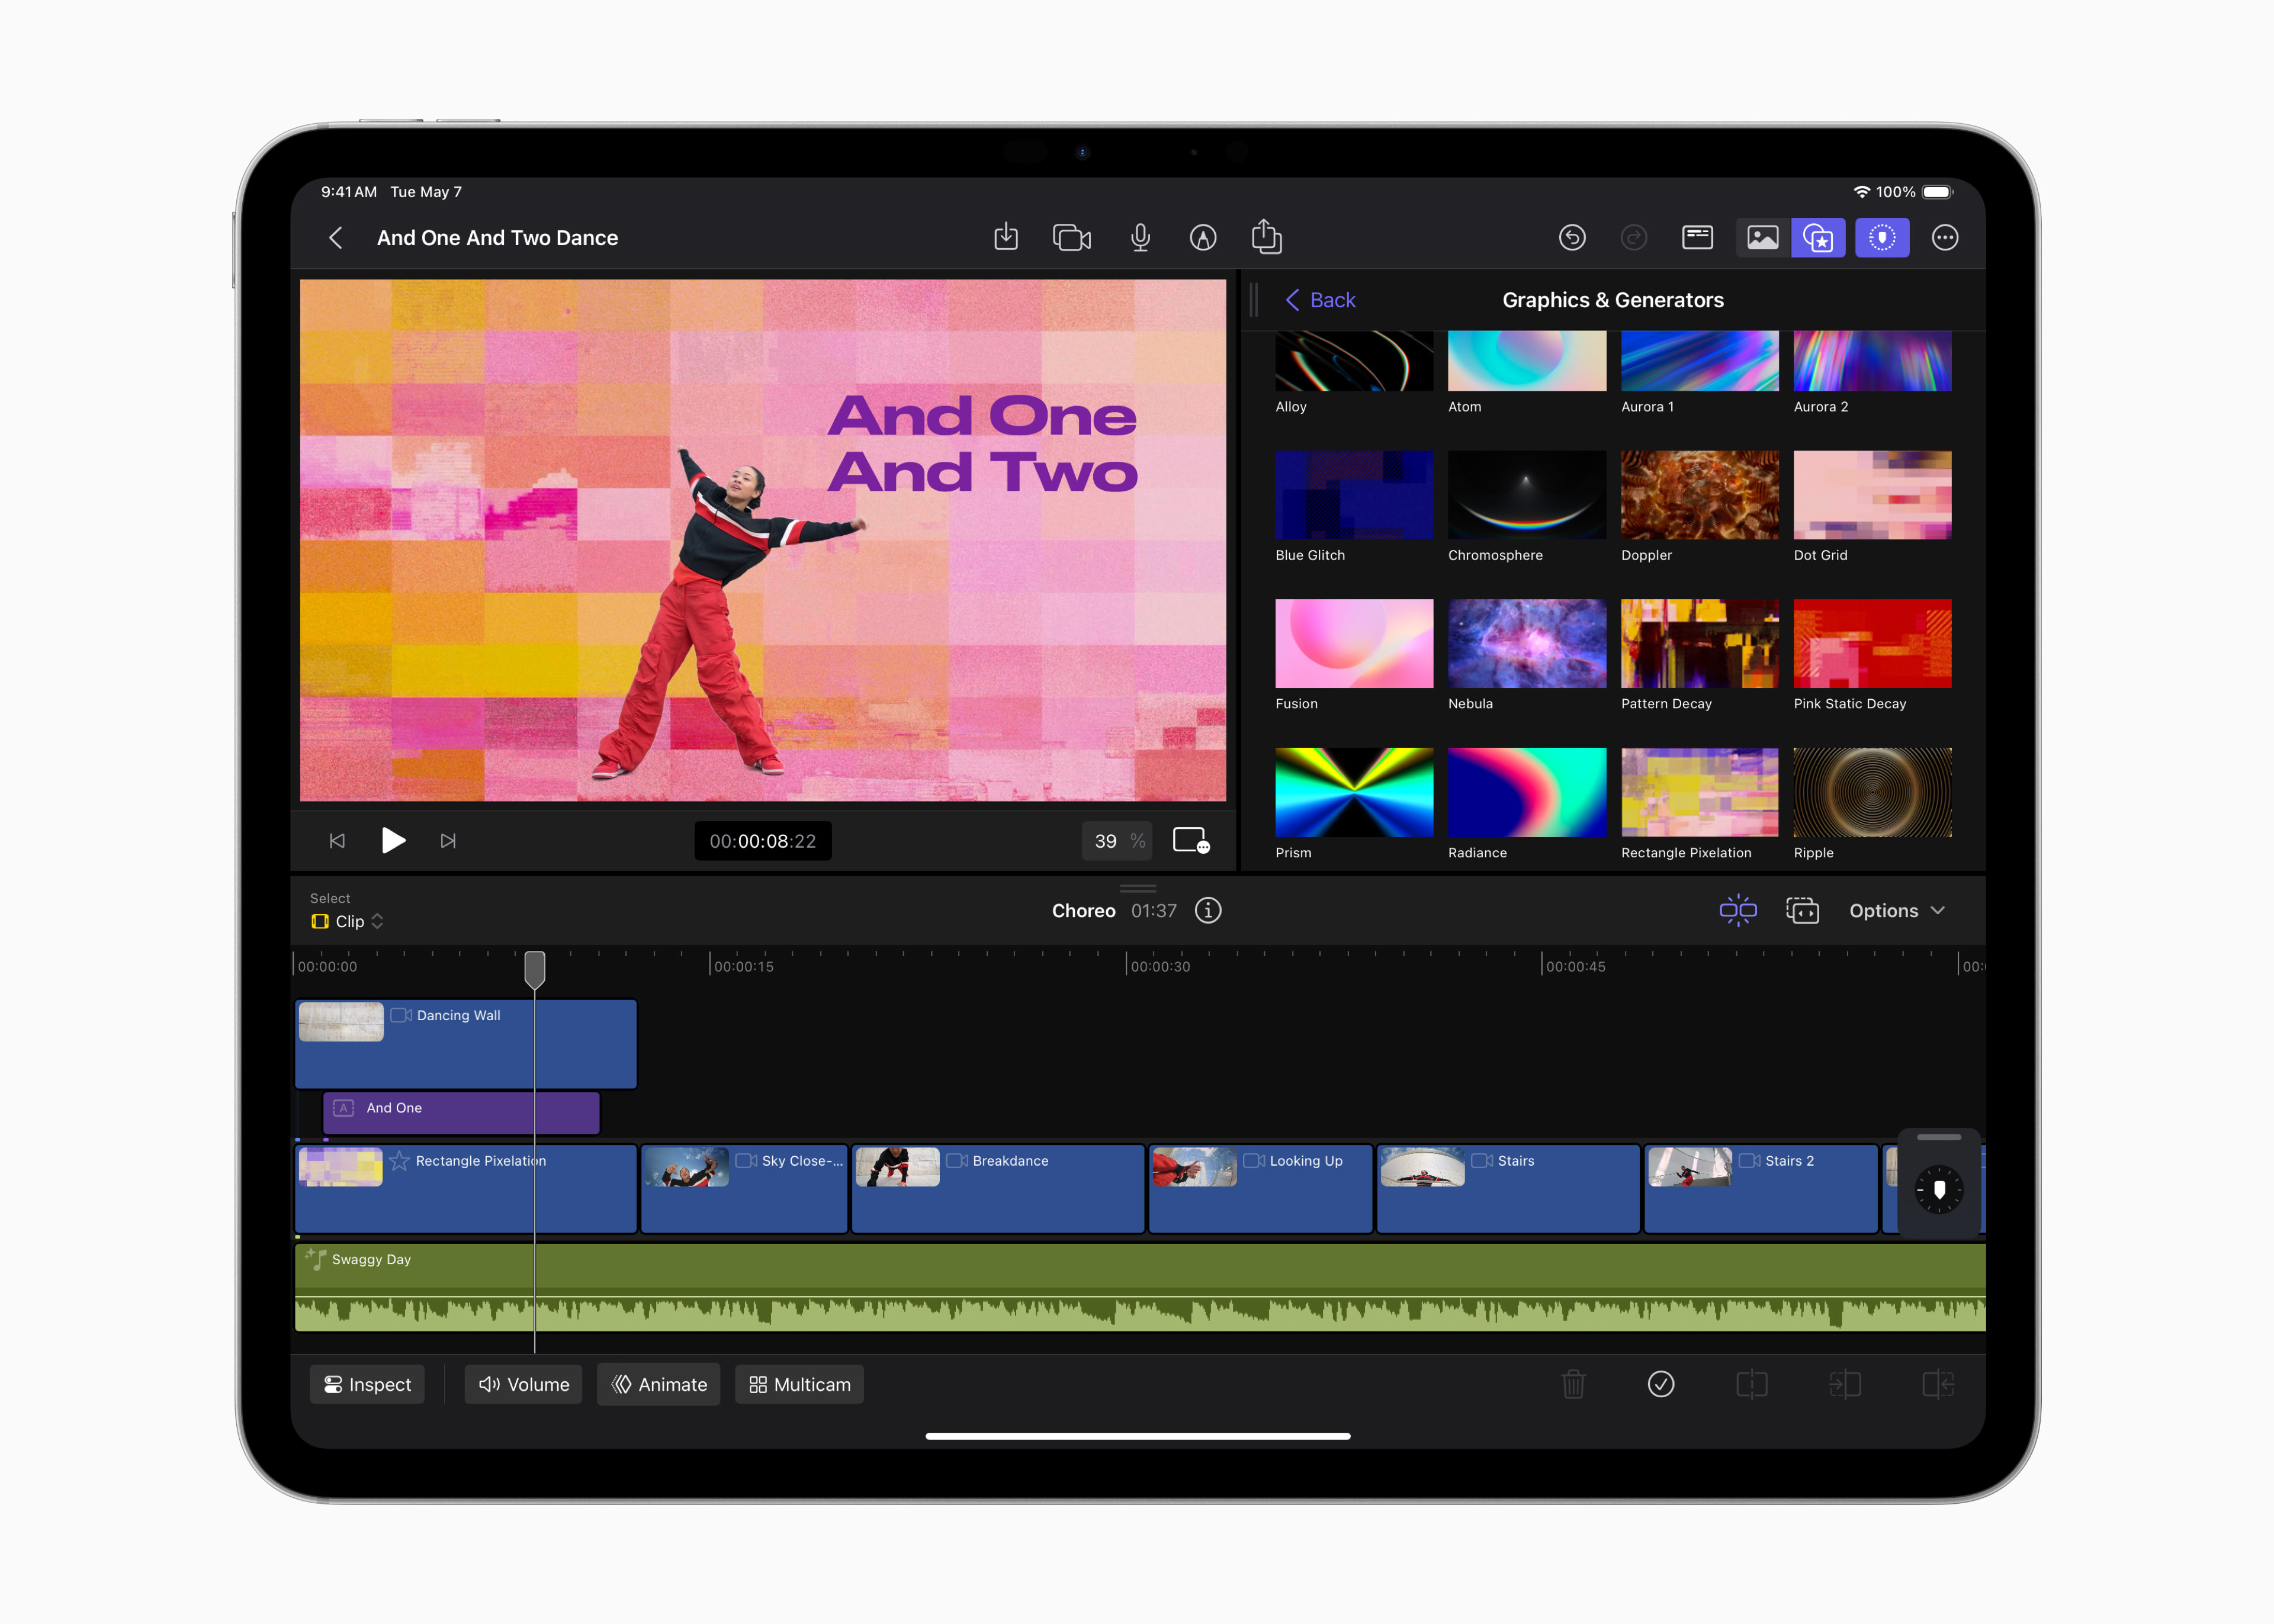 9:41 AM Tue May 7
100%
And One And Two Dance
And One
And Two
Back
Graphics & Generators
Alloy
Atom
Aurora 1
Aurora 2
Blue Glitch
Chromosphere
Doppler
Dot Grid
Fusion
Nebula
Pattern Decay
Pink Static Decay
Prism
Radiance
Rectangle Pixelation
Ripple
00:00:08:22
39 %
Select
Clip
Choreo 01:37
Options
00:00:00
00:00:15
00:00:30
00:00:45
Dancing Wall
And One
Rectangle Pixelation
Sky Close-...
Breakdance
Looking Up
Stairs
Stairs 2
Swaggy Day
Inspect
Volume
Animate
Multicam